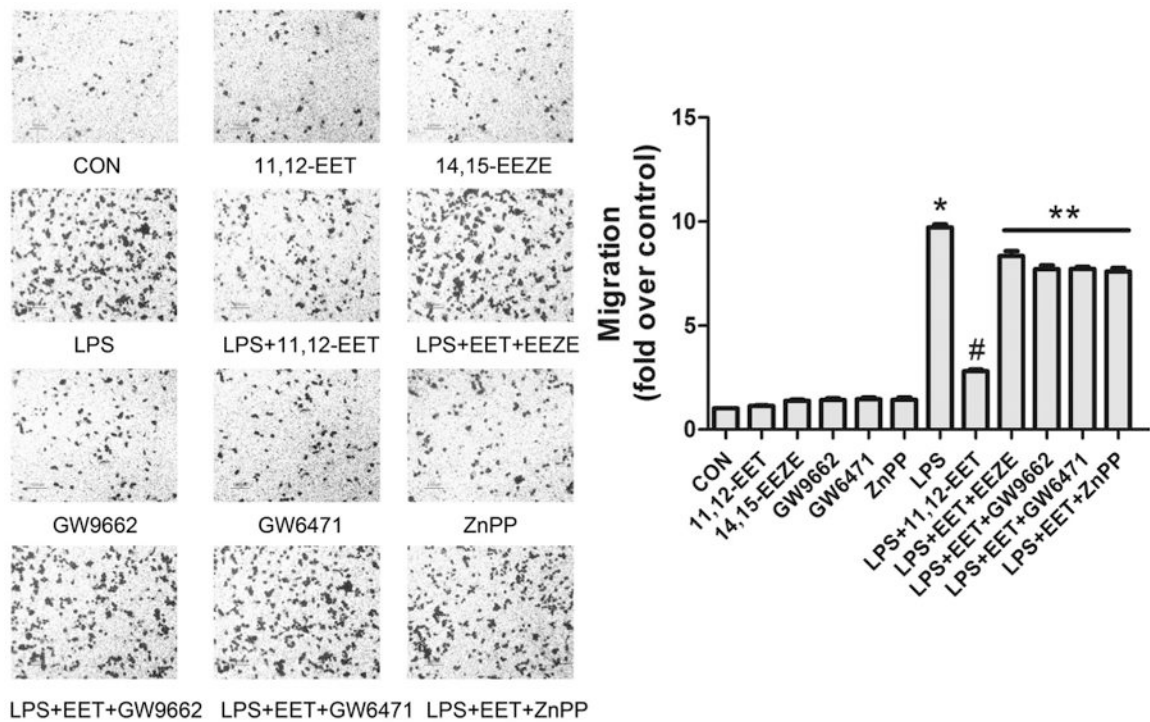 CON 11,12-EET 14,15-EEZE
LPS LPS+11,12-EET LPS+EET+EEZE
GW9662 GW6471 ZnPP
LPS+EET+GW9662 LPS+EET+GW6471 LPS+EET+ZnPP
Migration
(fold over control)
15
10
5
0
*
#
**
CON
11,12-EET
14,15-EEZE
GW9662
GW6471
ZnPP
LPS
LPS+11,12-EET
LPS+EET+EEZE
LPS+EET+GW9662
LPS+EET+GW6471
LPS+EET+ZnPP